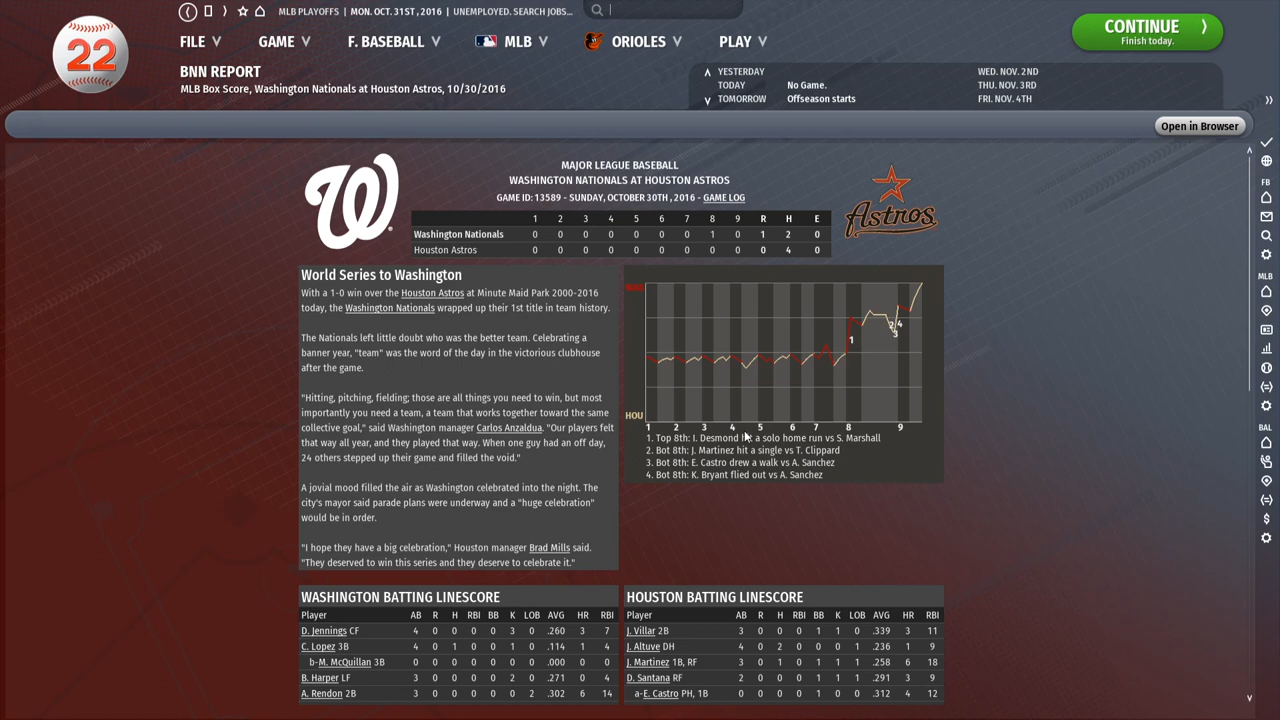 MLB PLAYOFFS | MON. OCT. 31ST , 2016 | UNEMPLOYED. SEARCH JOBS...
22
FILE GAME F. BASEBALL MLB ORIOLES PLAY
CONTINUE
Finish today.
BNN REPORT
MLB Box Score, Washington Nationals at Houston Astros, 10/30/2016
YESTERDAY WED. NOV. 2ND
TODAY No Game. THU. NOV. 3RD
TOMORROW Offseason starts FRI. NOV. 4TH
Open in Browser
W
MAJOR LEAGUE BASEBALL
WASHINGTON NATIONALS AT HOUSTON ASTROS
GAME ID: 13589 - SUNDAY, OCTOBER 30TH , 2016 - GAME LOG
Astros
1 2 3 4 5 6 7 8 9 R H E
Washington Nationals 0 0 0 0 0 0 0 1 0 1 2 0
Houston Astros 0 0 0 0 0 0 0 0 0 0 4 0
World Series to Washington
With a 1-0 win over the Houston Astros at Minute Maid Park 2000-2016
today, the Washington Nationals wrapped up their 1st title in team history.
The Nationals left little doubt who was the better team. Celebrating a
banner year, "team" was the word of the day in the victorious clubhouse
after the game.
"Hitting, pitching, fielding; those are all things you need to win, but most
importantly you need a team, a team that works together toward the same
collective goal," said Washington manager Carlos Anzaldua. "Our players felt
that way all year, and they played that way. When one guy had an off day,
24 others stepped up their game and filled the void."
A jovial mood filled the air as Washington celebrated into the night. The
city's mayor said parade plans were underway and a "huge celebration"
would be in order.
"I hope they have a big celebration," Houston manager Brad Mills said.
"They deserved to win this series and they deserve to celebrate it."
1
2
4
3
HOU
1 2 3 4 5 6 7 8 9
1. Top 8th: I. Desmond hit a solo home run vs S. Marshall
2. Bot 8th: J. Martinez hit a single vs T. Clippard
3. Bot 8th: E. Castro drew a walk vs A. Sanchez
4. Bot 8th: K. Bryant flied out vs A. Sanchez
WASHINGTON BATTING LINESCORE
Player AB R H RBI BB K LOB AVG HR RBI
D. Jennings CF 4 0 0 0 0 3 0 .260 3 7
C. Lopez 3B 4 0 1 0 0 1 0 .114 1 4
b-M. McQuillan 3B 0 0 0 0 0 0 0 .000 0 0
B. Harper LF 3 0 0 0 0 2 0 .271 0 4
A. Rendon 2B 3 0 0 0 0 0 2 .302 6 14
HOUSTON BATTING LINESCORE
Player AB R H RBI BB K LOB AVG HR RBI
J. Villar 2B 3 0 0 0 1 1 0 .339 3 11
J. Altuve DH 4 0 2 0 0 0 1 .236 1 9
J. Martinez 1B, RF 3 0 1 0 1 1 1 .258 6 18
D. Santana RF 2 0 0 0 0 1 1 .291 3 9
a-E. Castro PH, 1B 0 0 0 0 1 0 0 .312 4 12
FB
MLB
BAL